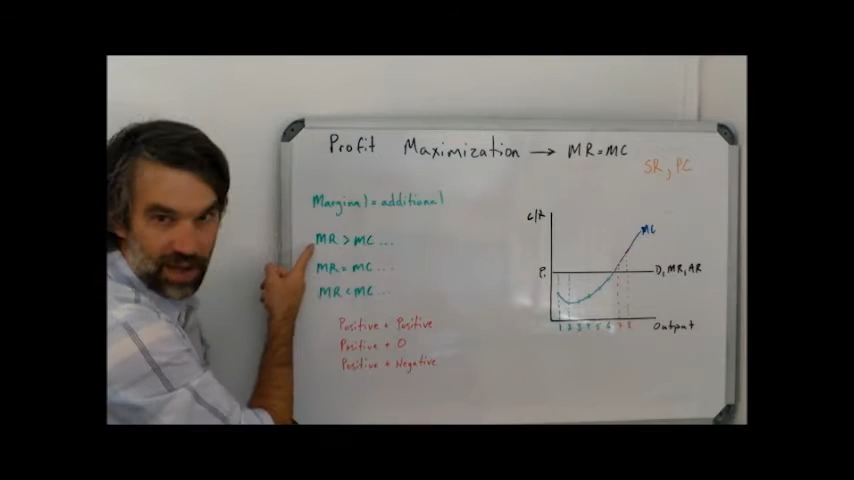 Profit Maximization → MR=MC
SR, PC
Marginal = additional
MR > MC ...
MR = MC ...
MR < MC ...
Positive + Positive
Positive + 0
Positive + Negative
MC
P.
D, MR, AR
1 2 3 4 5 6 7 8
Output